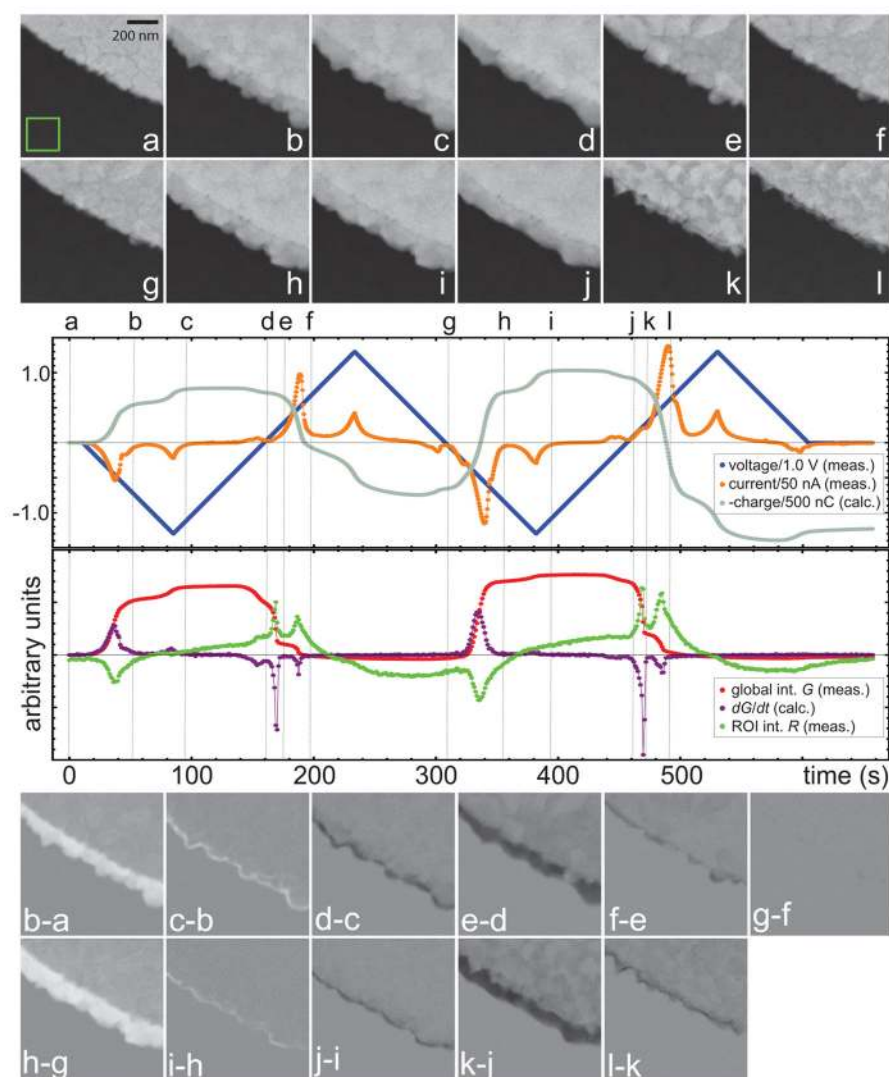 200 nm
a b c d e f
g h i j k l
a b c d e f g h i j k l
1.0
-1.0
voltage/1.0 V (meas.)
current/50 nA (meas.)
-charge/500 nC (calc.)
arbitrary units
global int. G (meas.)
dG/dt (calc.)
ROI int. R (meas.)
0 100 200 300 400 500 time (s)
b-a c-b d-c e-d f-e g-f
h-g i-h j-i k-j l-k